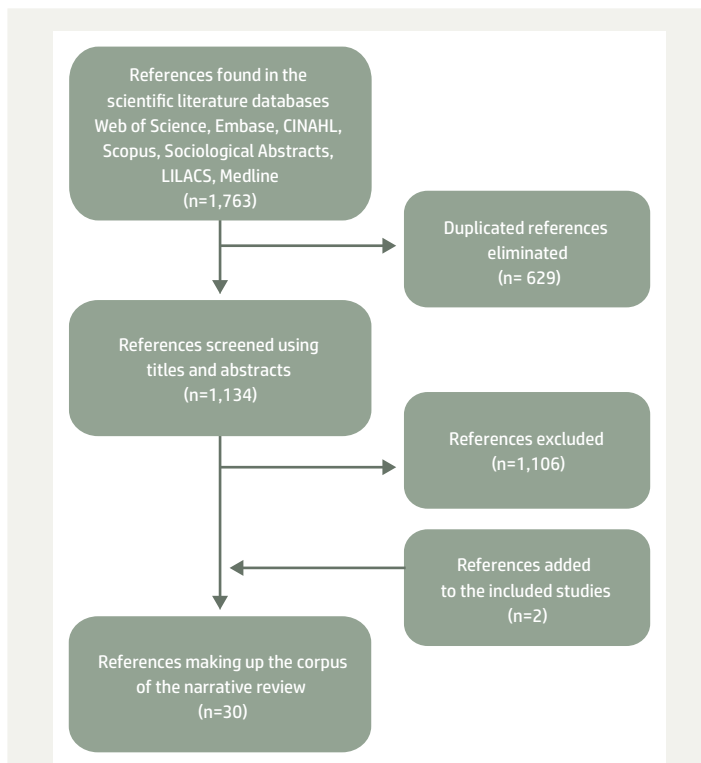 References found in the
scientific literature databases
Web of Science, Embase, CINAHL,
Scopus, Sociological Abstracts,
LILACS, Medline
(n=1,763)
Duplicated references
eliminated
(n= 629)
References screened using
titles and abstracts
(n=1,134)
References excluded
(n=1,106)
References added
to the included studies
(n=2)
References making up the corpus
of the narrative review
(n=30)